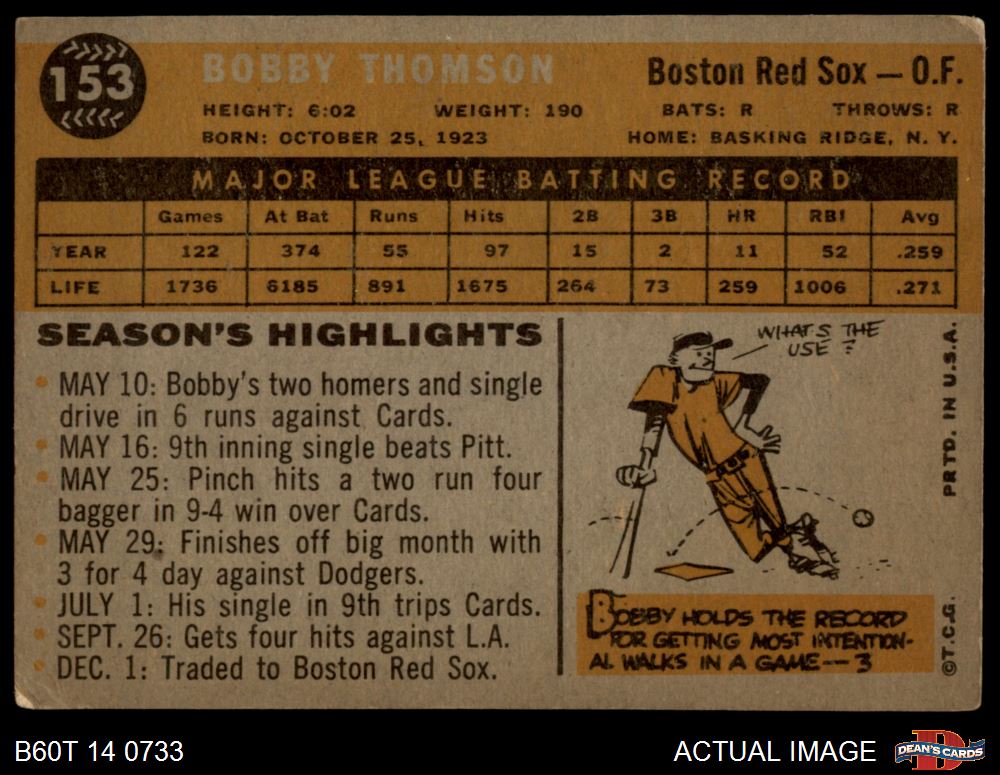 153
BOBBY THOMSON
Boston Red Sox — O.F.
HEIGHT: 6:02 WEIGHT: 190 BATS: R THROWS: R
BORN: OCTOBER 25, 1923 HOME: BASKING RIDGE, N. Y.
MAJOR LEAGUE BATTING RECORD
Games At Bat Runs Hits 2B 3B HR RBI Avg
YEAR 122 374 55 97 15 2 11 52 .259
LIFE 1736 6185 891 1675 264 73 259 1006 .271
SEASON'S HIGHLIGHTS
MAY 10: Bobby's two homers and single
drive in 6 runs against Cards.
MAY 16: 9th inning single beats Pitt.
MAY 25: Pinch hits a two run four
bagger in 9-4 win over Cards.
MAY 29: Finishes off big month with
3 for 4 day against Dodgers.
JULY 1: His single in 9th trips Cards.
SEPT. 26: Gets four hits against L.A.
DEC. 1: Traded to Boston Red Sox.
WHAT'S THE
USE?
BOBBY HOLDS THE RECORD
FOR GETTING MOST INTENTION-
AL WALKS IN A GAME--3
PRTD. IN U.S.A.
©T.C.G.
B60T 14 0733
ACTUAL IMAGE
D
DEAN'S CARDS